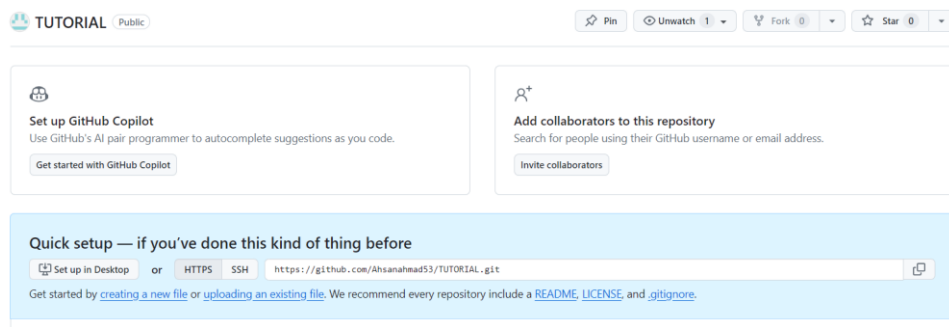 TUTORIAL Public Pin Unwatch 1 Fork 0 Star 0
Set up GitHub Copilot
Use GitHub's AI pair programmer to autocomplete suggestions as you code.
Get started with GitHub Copilot
Add collaborators to this repository
Search for people using their GitHub username or email address.
Invite collaborators
Quick setup — if you've done this kind of thing before
Set up in Desktop or HTTPS SSH https://github.com/Ahsanahmad53/TUTORIAL.git
Get started by creating a new file or uploading an existing file. We recommend every repository include a README, LICENSE, and .gitignore.